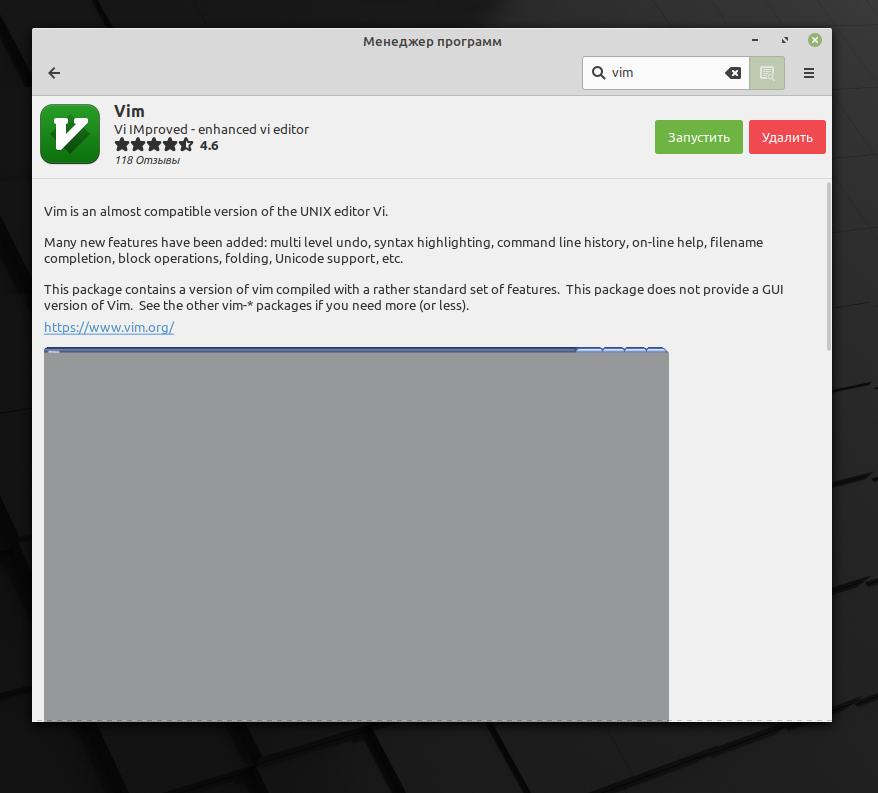 Менеджер программ
vim
Vim
Vi IMproved - enhanced vi editor
4.6
118 Отзывы
Запустить
Удалить
Vim is an almost compatible version of the UNIX editor Vi.
Many new features have been added: multi level undo, syntax highlighting, command line history, on-line help, filename
completion, block operations, folding, Unicode support, etc.
This package contains a version of vim compiled with a rather standard set of features.  This package does not provide a GUI
version of Vim.  See the other vim-* packages if you need more (or less).
https://www.vim.org/